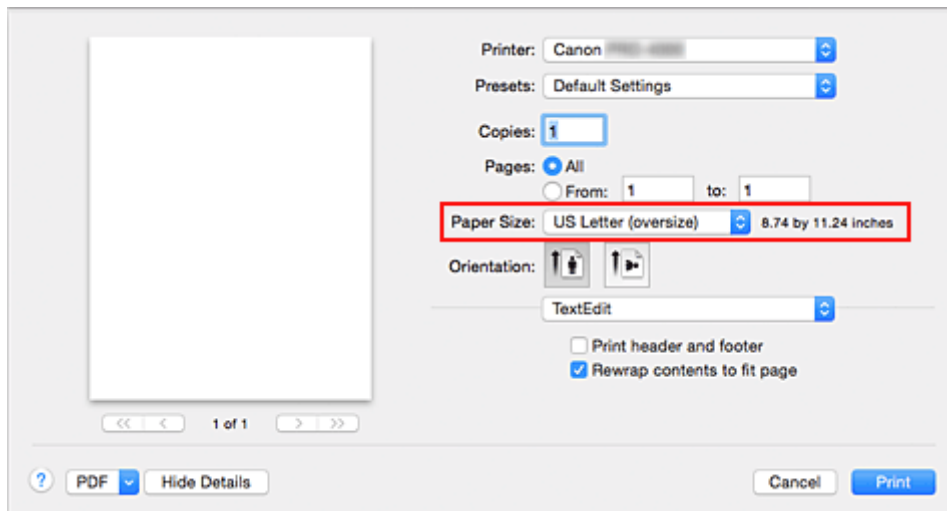 Printer: Canon
Presets: Default Settings
Copies: 1
Pages: All
From: 1 to: 1
Paper Size: US Letter (oversize) 8.74 by 11.24 inches
Orientation:
TextEdit
Print header and footer
Rewrap contents to fit page
<< < 1 of 1 > >>
? PDF Hide Details Cancel Print